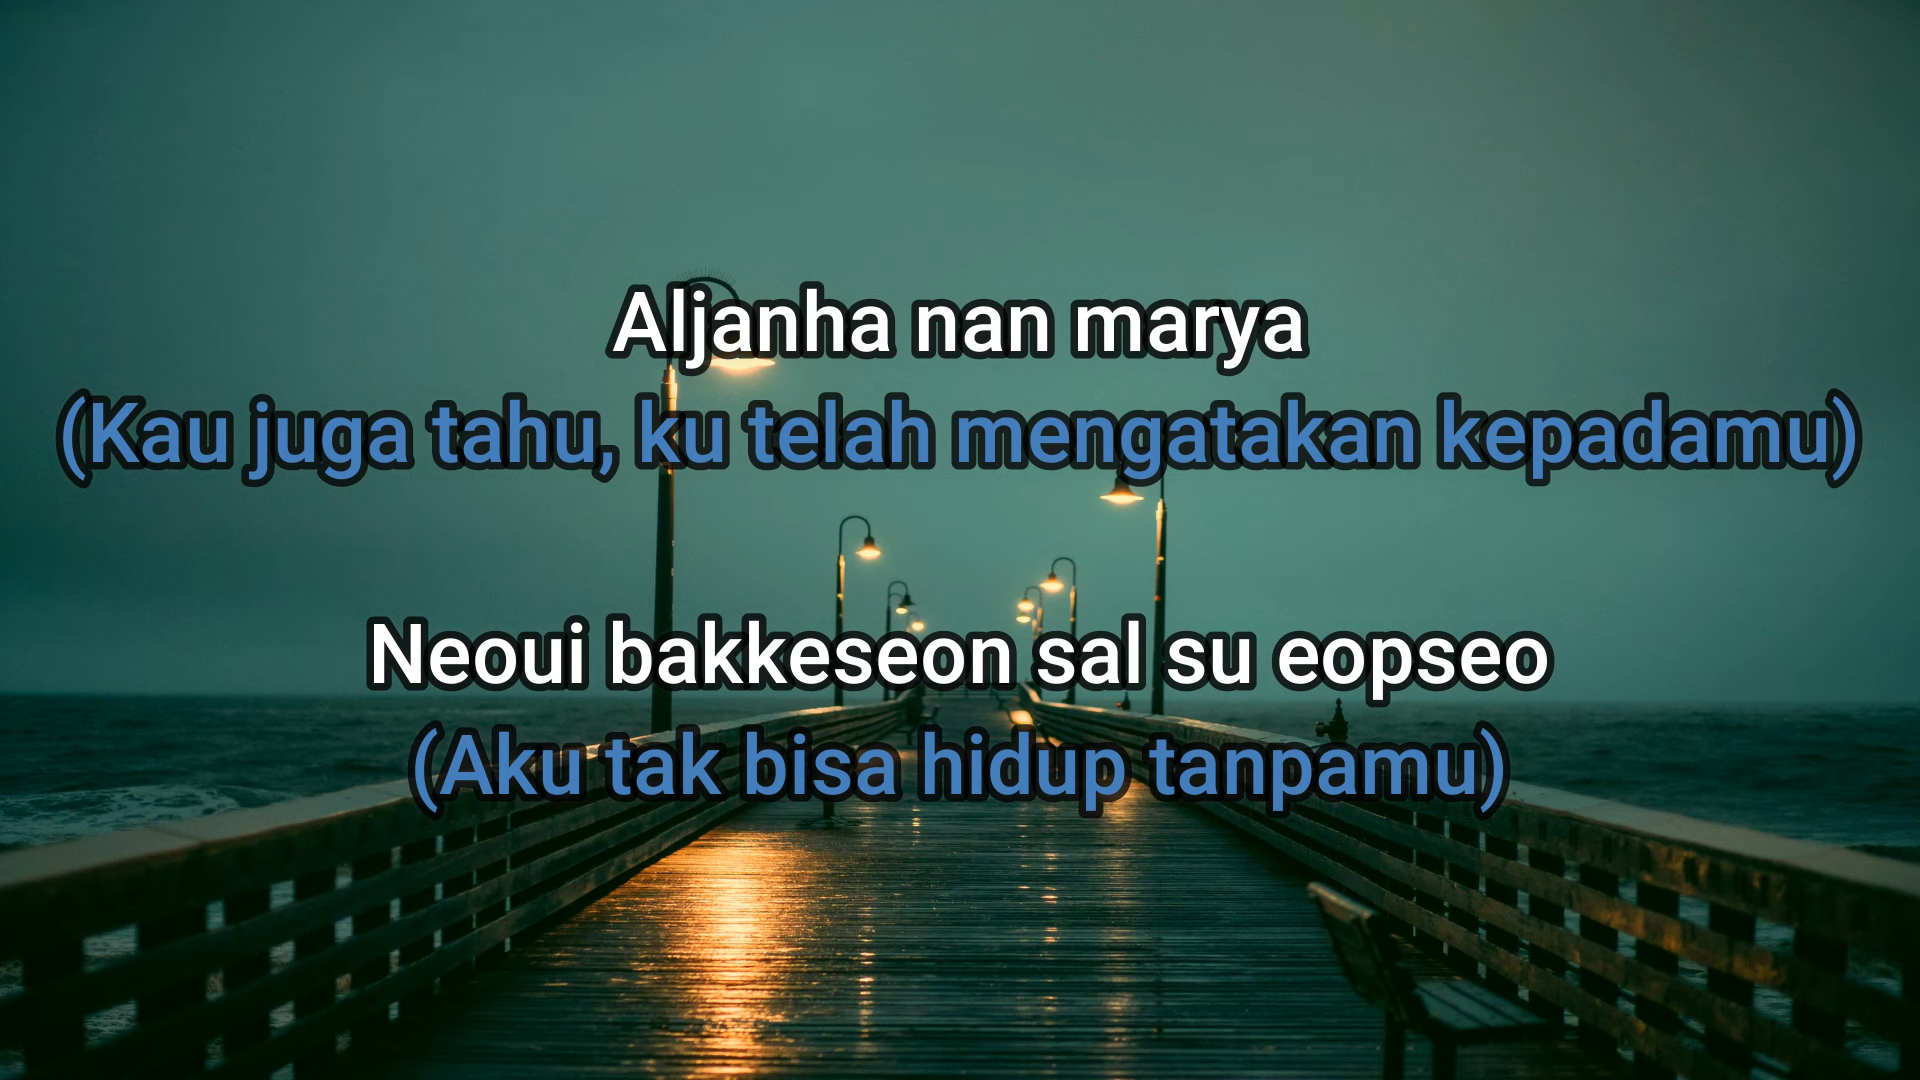 Aljanha nan marya
(Kau juga tahu, ku telah mengatakan kepadamu)
Neoui bakkeseon sal su eopseo
(Aku tak bisa hidup tanpamu)